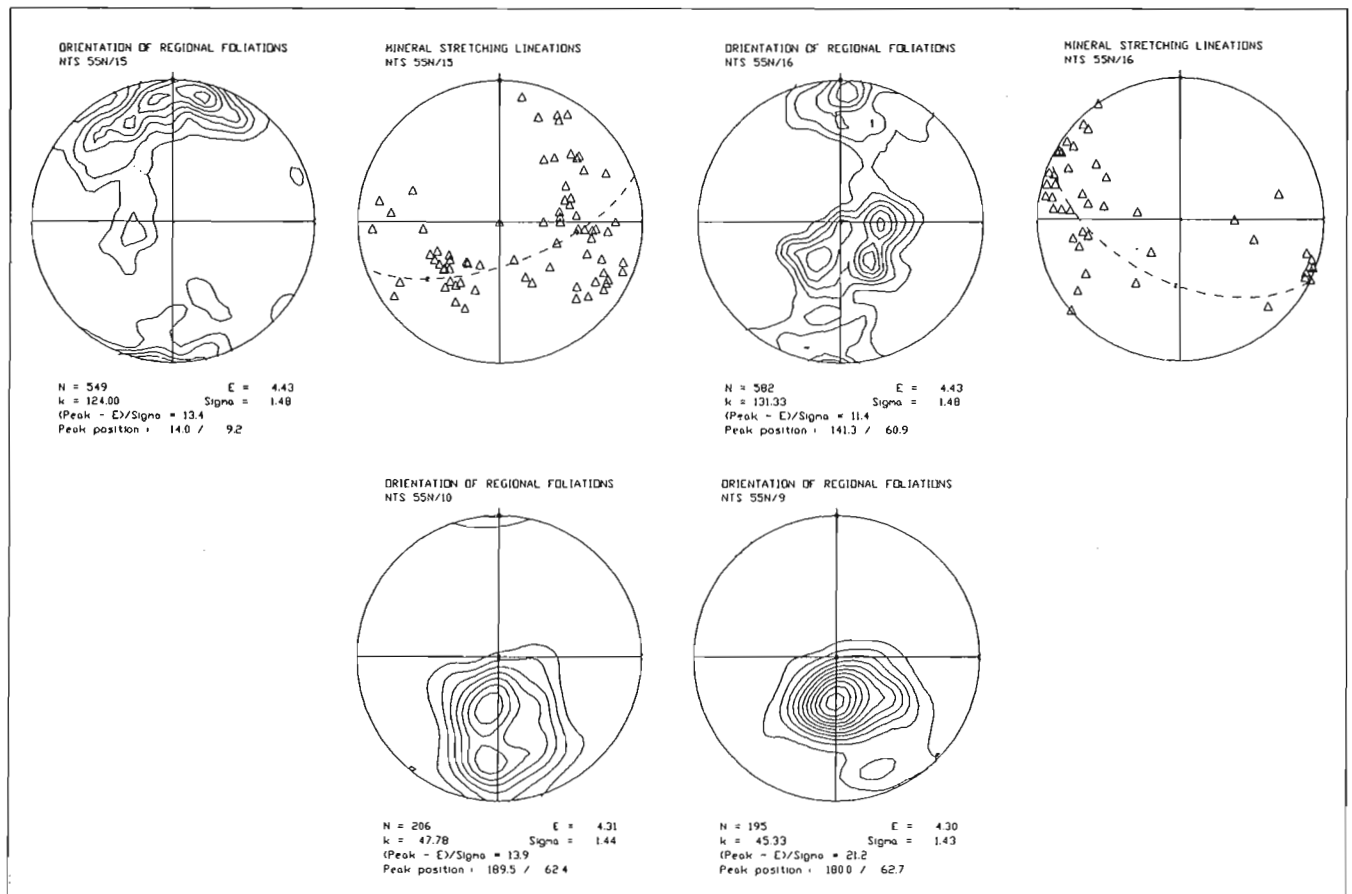 ORIENTATION OF REGIONAL FOLIATIONS
NTS 55N/15
MINERAL STRETCHING LINEATIONS
NTS 55N/15
ORIENTATION OF REGIONAL FOLIATIONS
NTS 55N/16
MINERAL STRETCHING LINEATIONS
NTS 55N/16
N = 549 E = 4.43
k = 124.00 Sigma = 1.48
(Peak - E)/Sigma = 13.4
Peak position : 14.0 / 9.2
N = 582 E = 4.43
k = 131.33 Sigma = 1.48
(Peak - E)/Sigma = 11.4
Peak position : 141.3 / 60.9
ORIENTATION OF REGIONAL FOLIATIONS
NTS 55N/10
ORIENTATION OF REGIONAL FOLIATIONS
NTS 55N/9
N = 206 E = 4.31
k = 47.78 Sigma = 1.44
(Peak - E)/Sigma = 13.9
Peak position : 189.5 / 62.4
N = 195 E = 4.30
k = 45.33 Sigma = 1.43
(Peak - E)/Sigma = 21.2
Peak position : 180.0 / 62.7